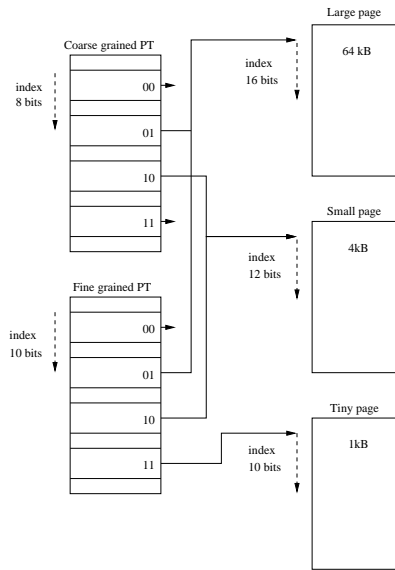 Coarse grained PT
index
8 bits
00
01
10
11
Fine grained PT
index
10 bits
00
01
10
11
Large page
64 kB
index
16 bits
Small page
4kB
index
12 bits
Tiny page
1kB
index
10 bits